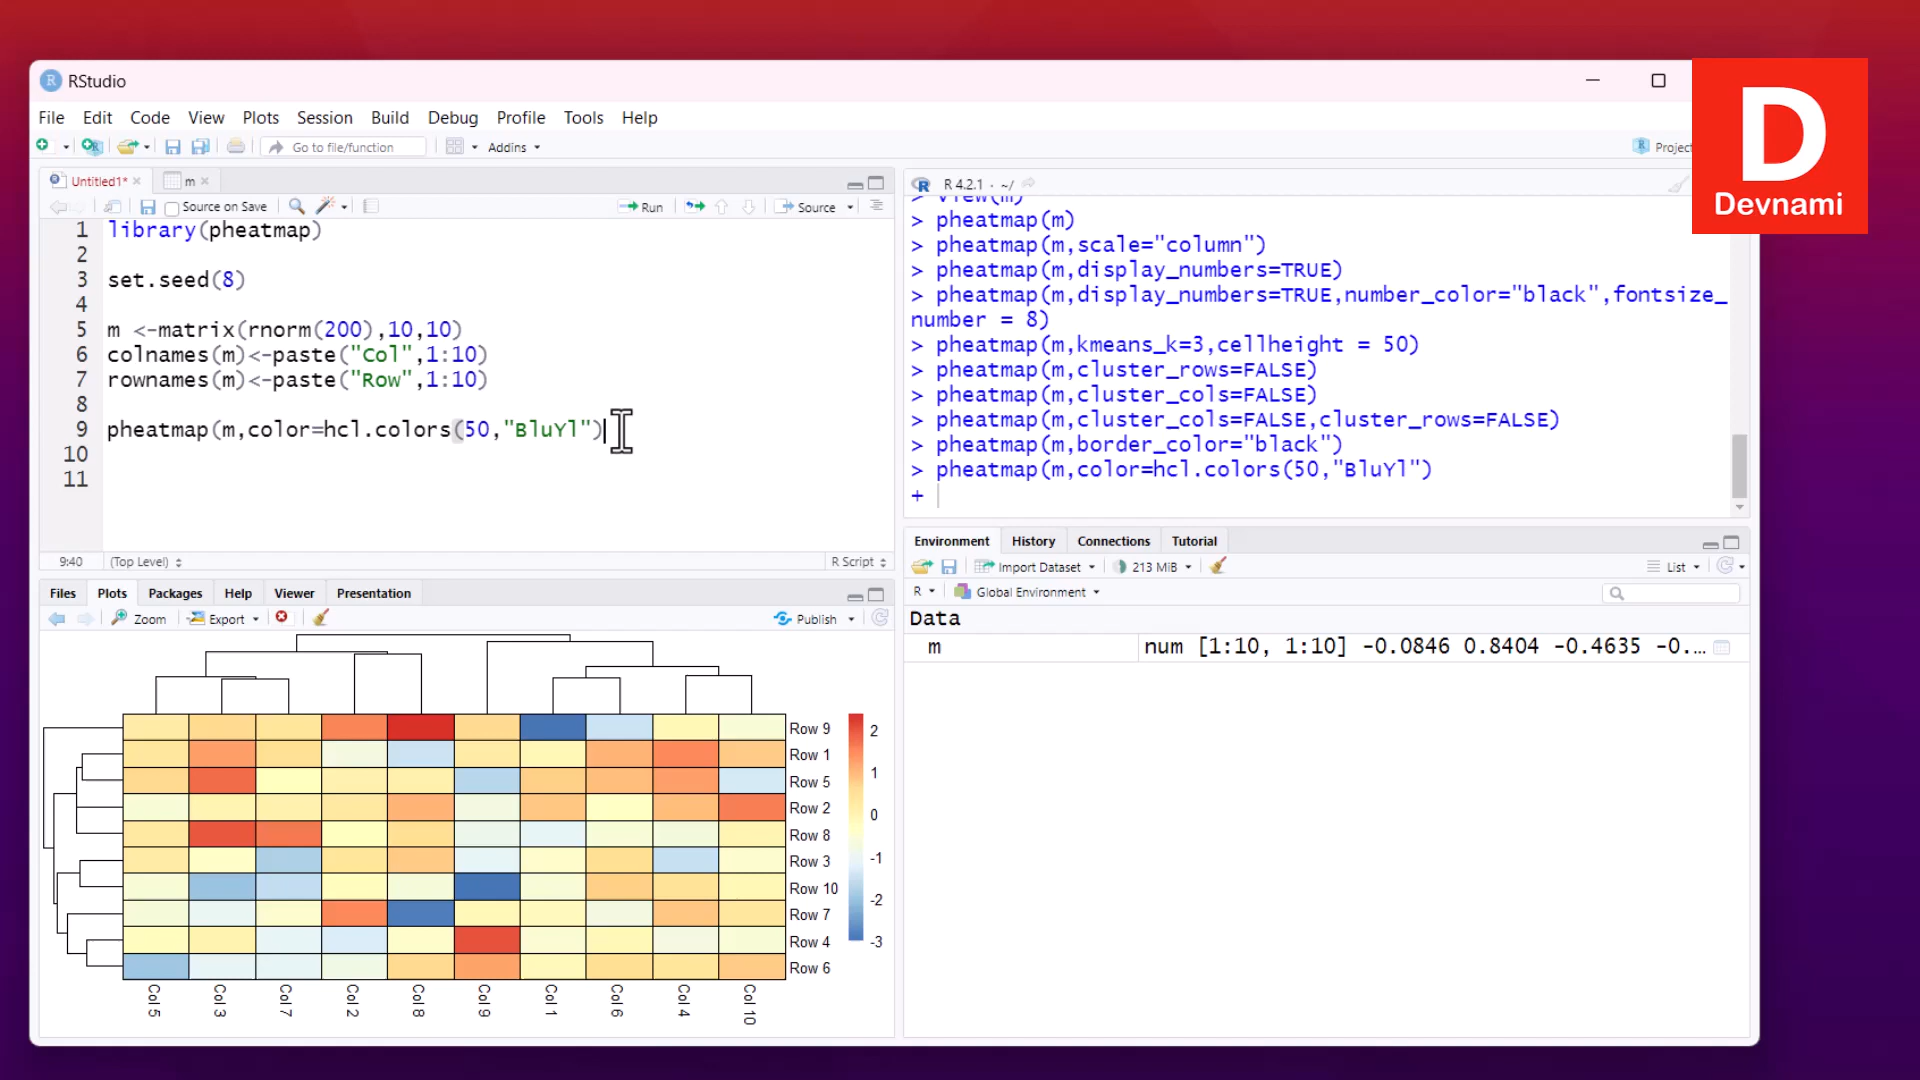 RStudio
File Edit Code View Plots Session Build Debug Profile Tools Help
Go to file/function Addins
Project
D
Devnami
Untitled1* m
Source on Save Run Source
1 library(pheatmap)
2
3 set.seed(8)
4
5 m <-matrix(rnorm(200),10,10)
6 colnames(m)<-paste("Col",1:10)
7 rownames(m)<-paste("Row",1:10)
8
9 pheatmap(m,color=hcl.colors(50,"BluYl")
10
11
9:40 (Top Level) R Script
R 4.2.1 · ~/
> View(m)
> pheatmap(m)
> pheatmap(m,scale="column")
> pheatmap(m,display_numbers=TRUE)
> pheatmap(m,display_numbers=TRUE,number_color="black",fontsize_
number = 8)
> pheatmap(m,kmeans_k=3,cellheight = 50)
> pheatmap(m,cluster_rows=FALSE)
> pheatmap(m,cluster_cols=FALSE)
> pheatmap(m,cluster_cols=FALSE,cluster_rows=FALSE)
> pheatmap(m,border_color="black")
> pheatmap(m,color=hcl.colors(50,"BluYl")
+
Environment History Connections Tutorial
Import Dataset 213 MiB List
R Global Environment
Data
m num [1:10, 1:10] -0.0846 0.8404 -0.4635 -0....
Files Plots Packages Help Viewer Presentation
Zoom Export Publish
Row 9
Row 1
Row 5
Row 2
Row 8
Row 3
Row 10
Row 7
Row 4
Row 6
2
1
0
-1
-2
-3
Col 5
Col 3
Col 7
Col 2
Col 8
Col 9
Col 1
Col 6
Col 4
Col 10